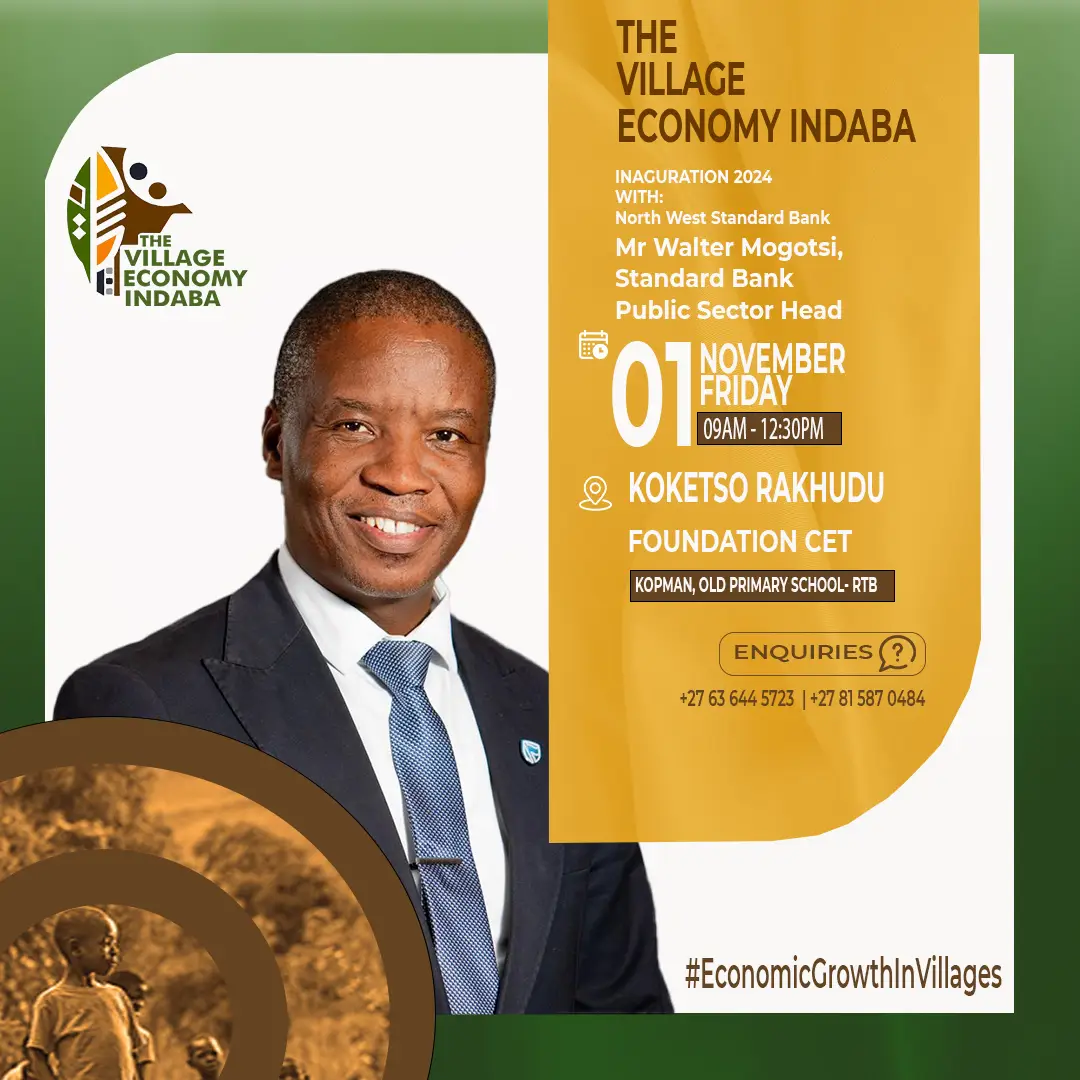 THE
VILLAGE
ECONOMY INDABA
THE
VILLAGE
ECONOMY
INDABA
INAGURATION 2024
WITH:
North West Standard Bank
Mr Walter Mogotsi,
Standard Bank
Public Sector Head
01 NOVEMBER
FRIDAY
09AM - 12:30PM
KOKETSO RAKHUDU
FOUNDATION CET
KOPMAN, OLD PRIMARY SCHOOL- RTB
ENQUIRIES ?
+27 63 644 5723 | +27 81 587 0484
#EconomicGrowthInVillages